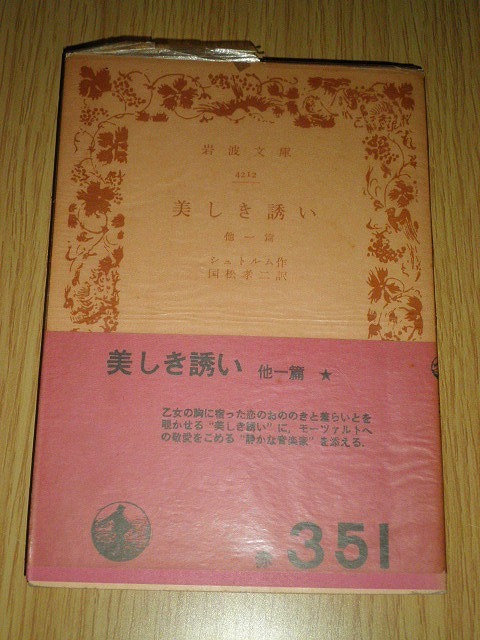 岩波文庫
4212
美しき誘い
他一篇
シュトルム作
国松孝二訳
美しき誘い 他一篇 ★
乙女の胸に宿った恋のおののきと羞らいとを
覗かせる"美しき誘い"に,モーツァルトへ
の敬愛をこめる"静かな音楽家"を添える.
赤 351